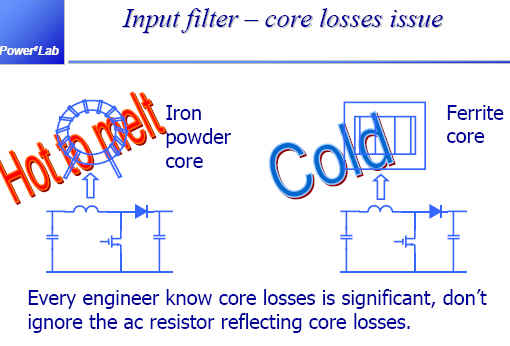 Input filter – core losses issue
PowereLab
Hot to melt
Iron
powder
core
Cold
Ferrite
core
Every engineer know core losses is significant, don't
ignore the ac resistor reflecting core losses.